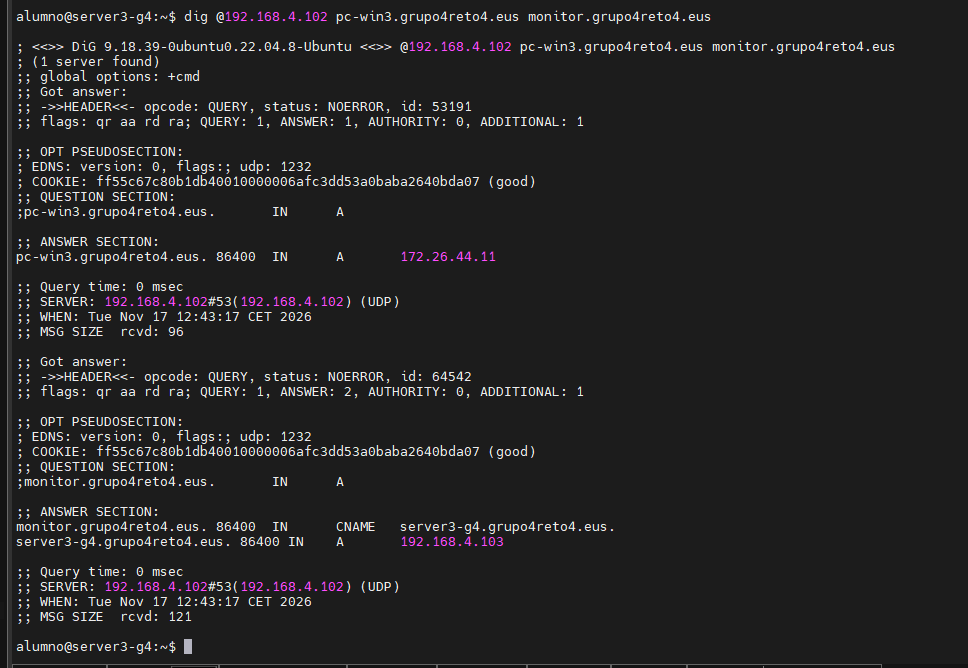 alumno@server3-g4:~$ dig @192.168.4.102 pc-win3.grupo4reto4.eus monitor.grupo4reto4.eus

; <<>> DiG 9.18.39-0ubuntu0.22.04.8-Ubuntu <<>> @192.168.4.102 pc-win3.grupo4reto4.eus monitor.grupo4reto4.eus
; (1 server found)
;; global options: +cmd
;; Got answer:
;; ->>HEADER<<- opcode: QUERY, status: NOERROR, id: 53191
;; flags: qr aa rd ra; QUERY: 1, ANSWER: 1, AUTHORITY: 0, ADDITIONAL: 1

;; OPT PSEUDOSECTION:
; EDNS: version: 0, flags:; udp: 1232
; COOKIE: ff55c67c80b1db40010000006afc3dd53a0baba2640bda07 (good)
;; QUESTION SECTION:
;pc-win3.grupo4reto4.eus.       IN      A

;; ANSWER SECTION:
pc-win3.grupo4reto4.eus. 86400  IN      A       172.26.44.11

;; Query time: 0 msec
;; SERVER: 192.168.4.102#53(192.168.4.102) (UDP)
;; WHEN: Tue Nov 17 12:43:17 CET 2026
;; MSG SIZE  rcvd: 96

;; Got answer:
;; ->>HEADER<<- opcode: QUERY, status: NOERROR, id: 64542
;; flags: qr aa rd ra; QUERY: 1, ANSWER: 2, AUTHORITY: 0, ADDITIONAL: 1

;; OPT PSEUDOSECTION:
; EDNS: version: 0, flags:; udp: 1232
; COOKIE: ff55c67c80b1db40010000006afc3dd53a0baba2640bda07 (good)
;; QUESTION SECTION:
;monitor.grupo4reto4.eus.       IN      A

;; ANSWER SECTION:
monitor.grupo4reto4.eus. 86400  IN      CNAME   server3-g4.grupo4reto4.eus.
server3-g4.grupo4reto4.eus. 86400 IN    A       192.168.4.103

;; Query time: 0 msec
;; SERVER: 192.168.4.102#53(192.168.4.102) (UDP)
;; WHEN: Tue Nov 17 12:43:17 CET 2026
;; MSG SIZE  rcvd: 121

alumno@server3-g4:~$